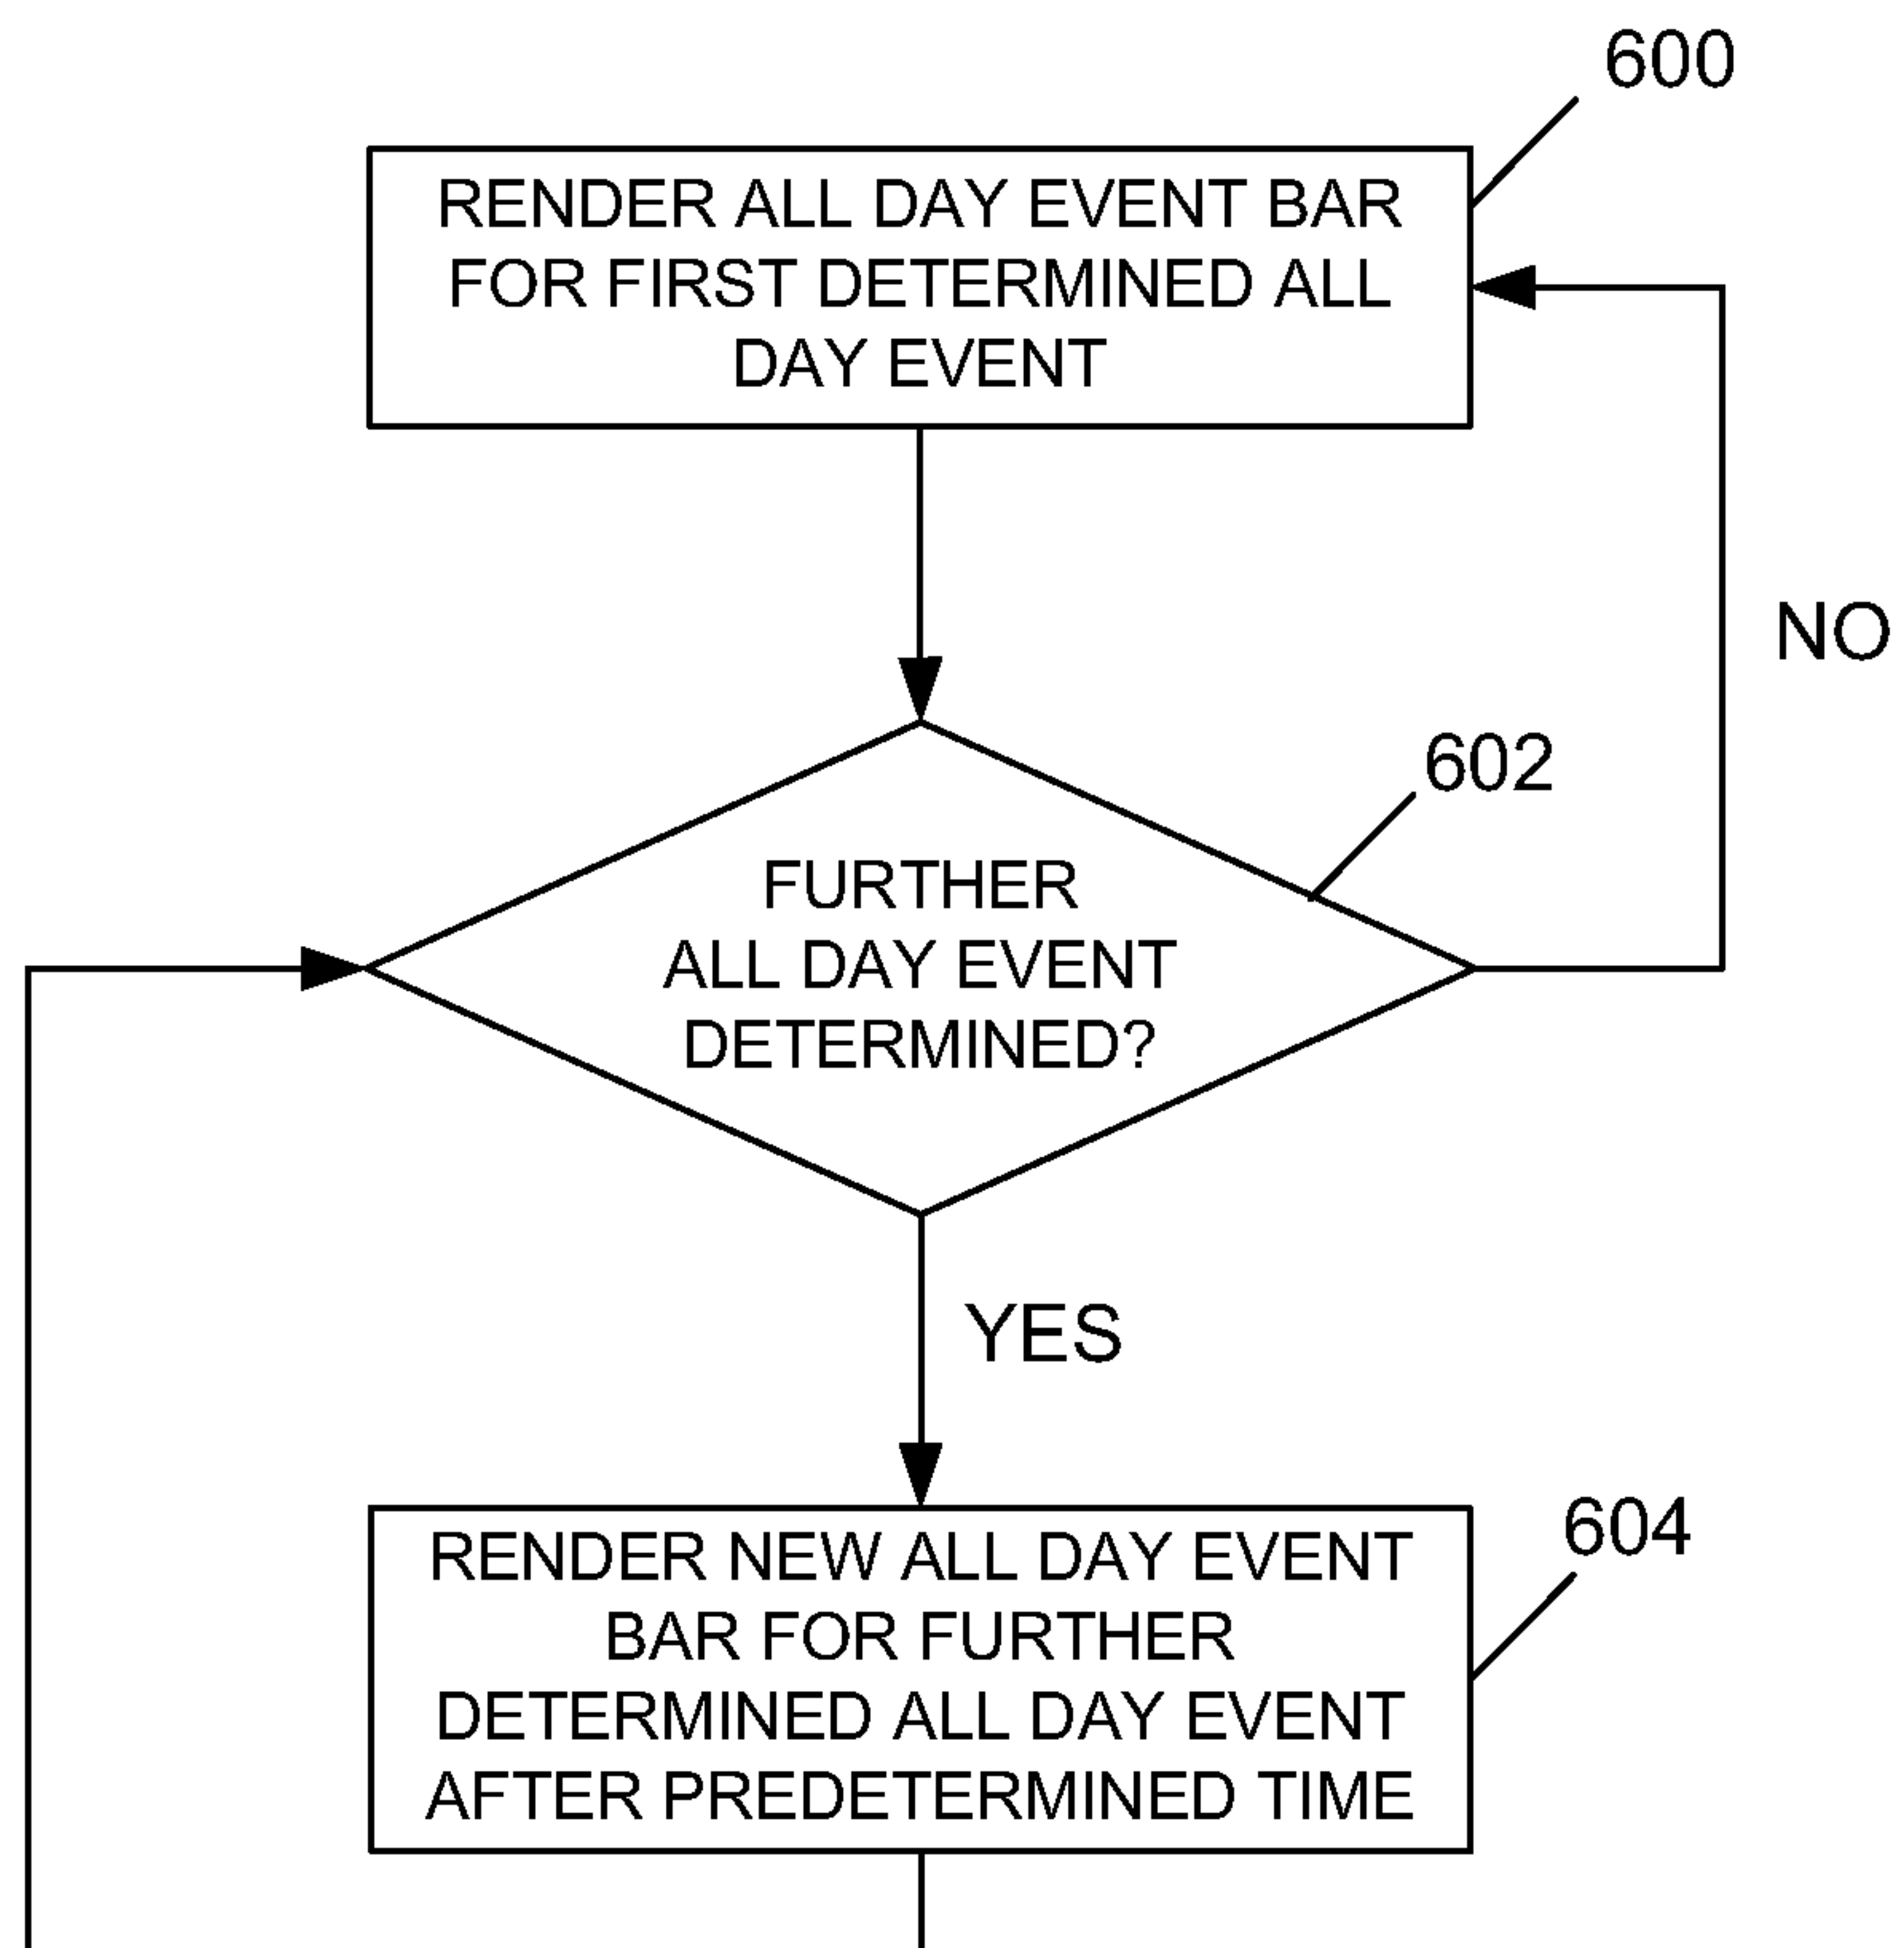 600
RENDER ALL DAY EVENT BAR
FOR FIRST DETERMINED ALL
DAY EVENT
NO
602
FURTHER
ALL DAY EVENT
DETERMINED?
YES
604
RENDER NEW ALL DAY EVENT
BAR FOR FURTHER
DETERMINED ALL DAY EVENT
AFTER PREDETERMINED TIME